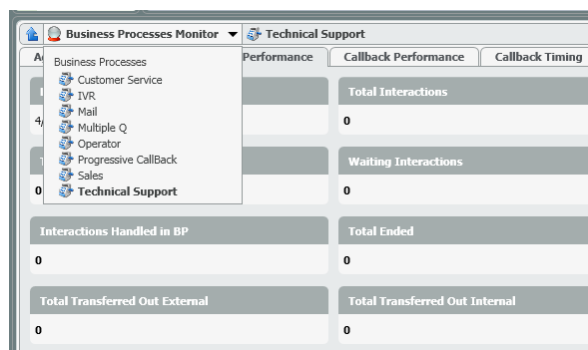 Business Processes Monitor Technical Support
A Performance Callback Performance Callback Timing
Business Processes
Customer Service
IVR
Mail
Multiple Q
Operator
Progressive CallBack
Sales
Technical Support
Total Interactions
4/ 0
Waiting Interactions
0 0
Interactions Handled in BP Total Ended
0 0
Total Transferred Out External Total Transferred Out Internal
0 0